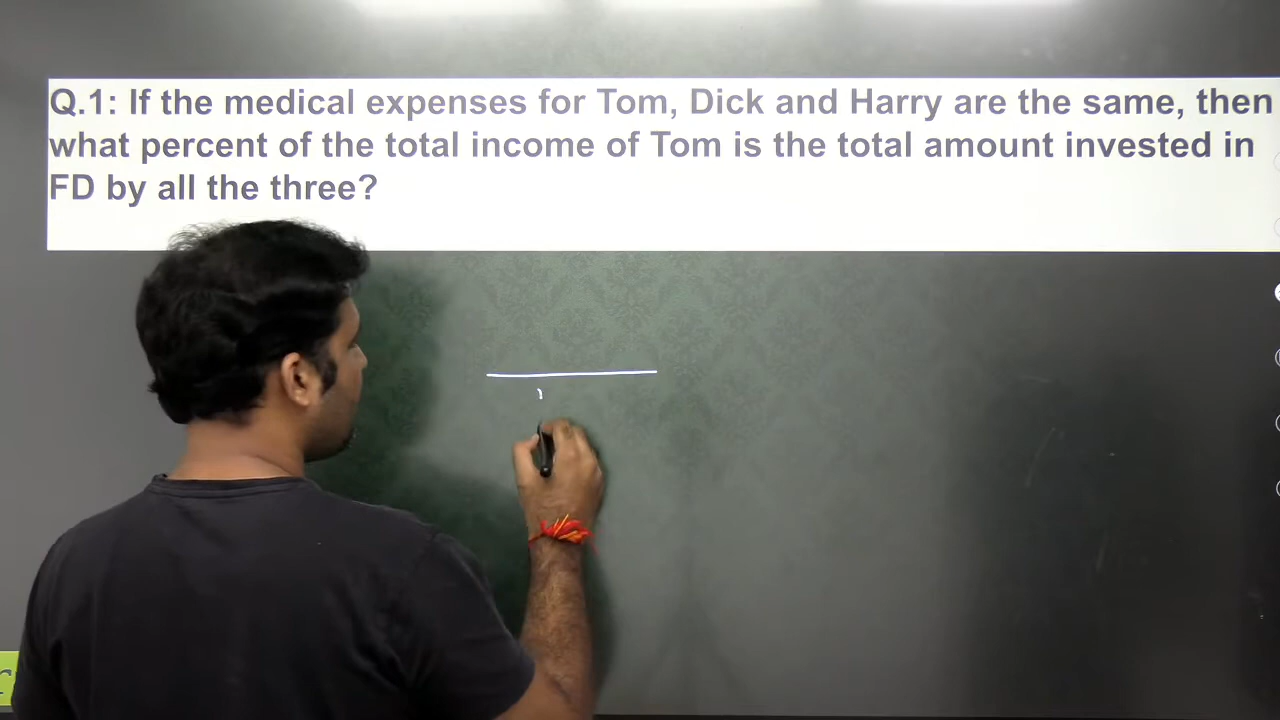 Q.1: If the medical expenses for Tom, Dick and Harry are the same, then
what percent of the total income of Tom is the total amount invested in
FD by all the three?